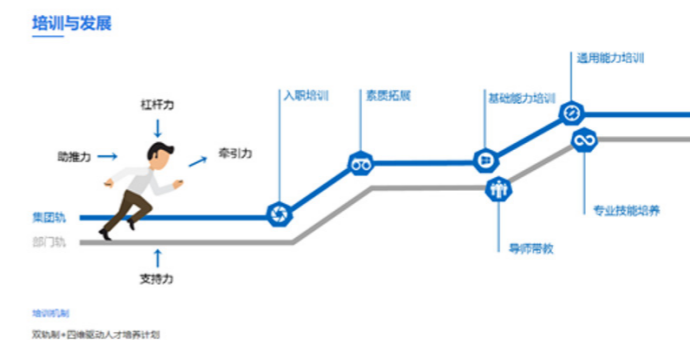 培训与发展
通用能力培训
入职培训
素质拓展
基础能力培训
杠杆力
助推力
牵引力
集团轨
部门轨
专业技能培养
导师带教
支持力
培训机制
双轨制+四维驱动人才培养计划